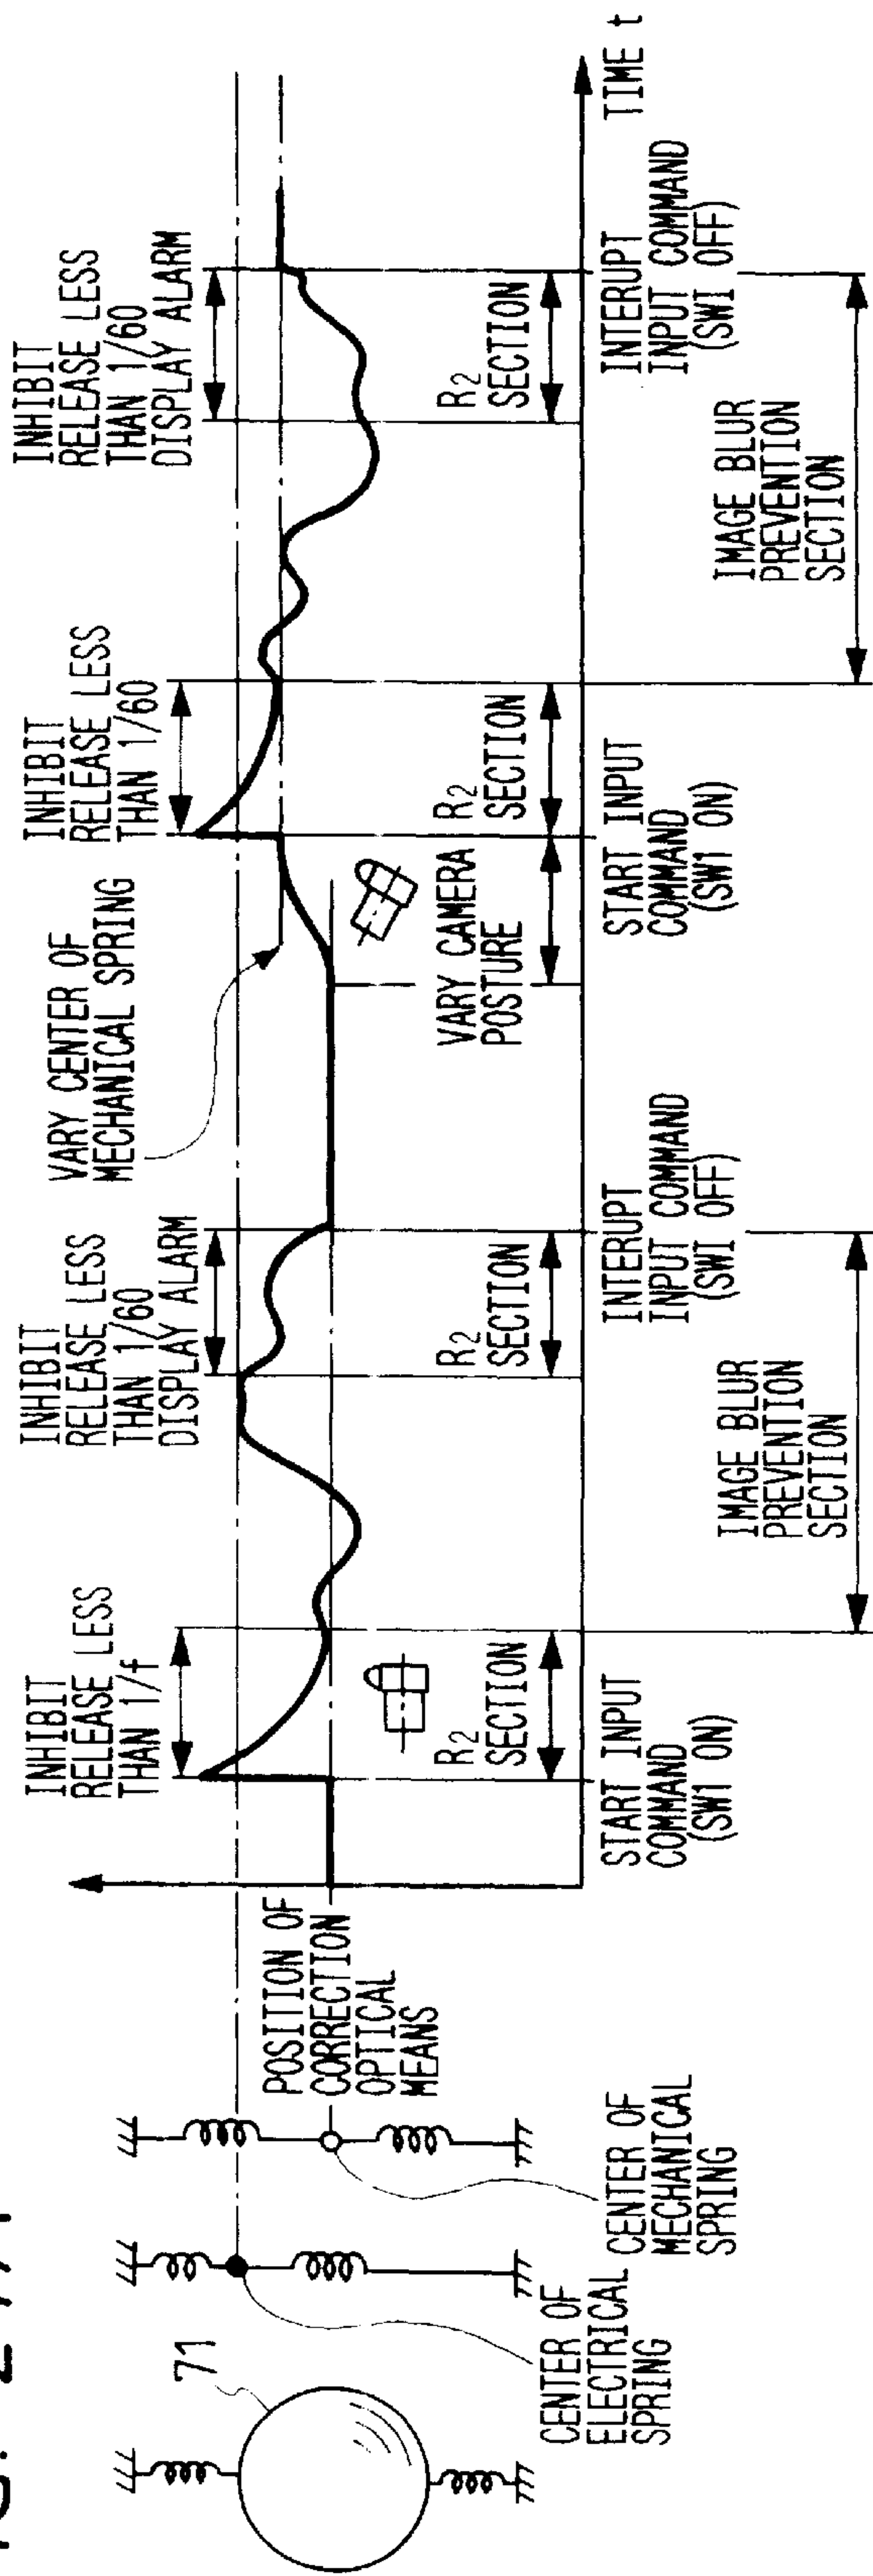 INHIBIT
RELEASE LESS
THAN 1/f
INHIBIT
RELEASE LESS
THAN 1/60
DISPLAY ALARM
VARY CENTER OF
MECHANICAL SPRING
INHIBIT
RELEASE LESS
THAN 1/60
INHIBIT
RELEASE LESS
THAN 1/60
DISPLAY ALARM
71
POSITION OF
CORRECTION
OPTICAL
MEANS
R2
SECTION
R2
SECTION
VARY CAMERA
POSTURE
R2
SECTION
R2
SECTION
TIME t
CENTER OF
ELECTRICAL
SPRING
CENTER OF
MECHANICAL
SPRING
START INPUT
COMMAND
(SW1 ON)
INTERUPT
INPUT COMMAND
(SWI OFF)
START INPUT
COMMAND
(SW1 ON)
INTERUPT
INPUT COMMAND
(SWI OFF)
IMAGE BLUR
PREVENTION
SECTION
IMAGE BLUR
PREVENTION
SECTION